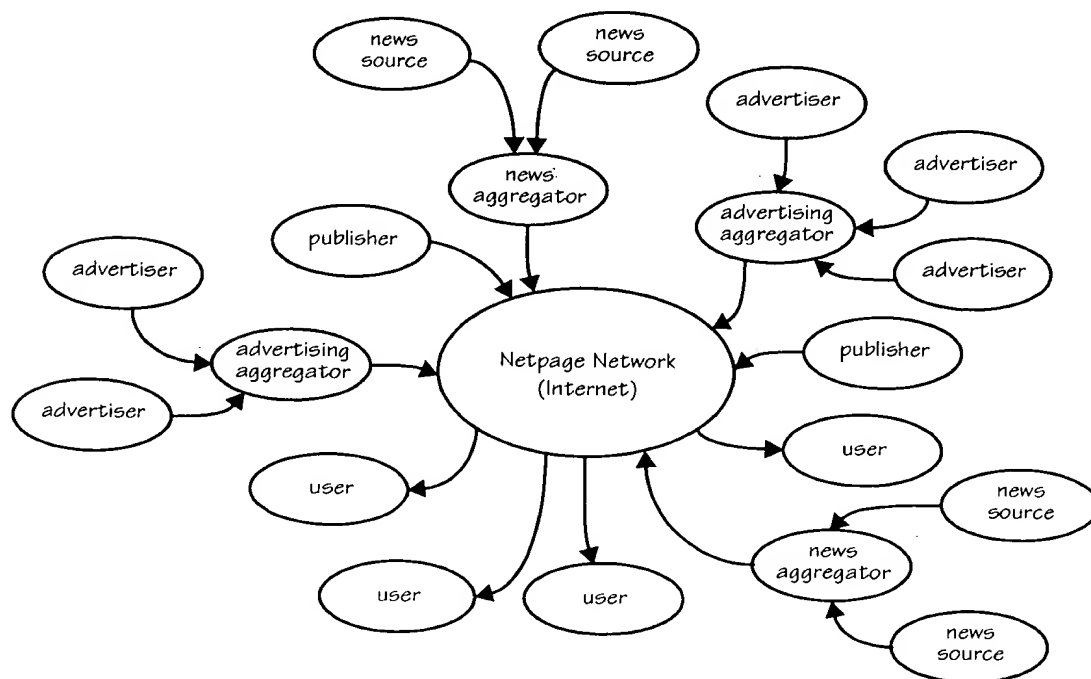 news
source
news
source
advertiser
advertiser
news
aggregator
advertising
aggregator
publisher
advertiser
advertiser
advertising
aggregator
Netpage Network
(Internet)
publisher
advertiser
user
user
news
source
news
aggregator
user
user
news
source